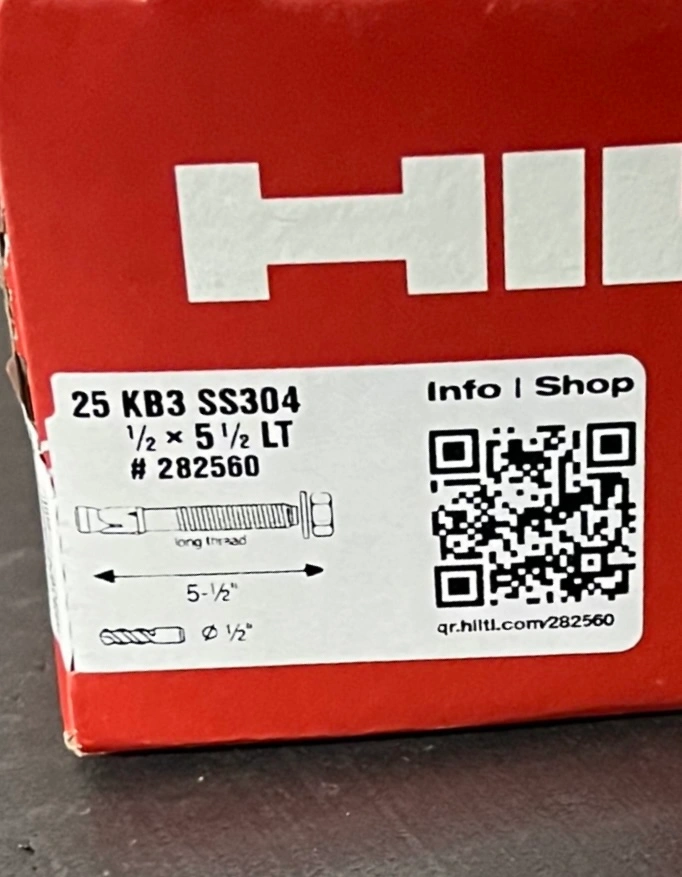 HIL
25 KB3 SS304
½ × 5 ½ LT
# 282560
long thread
5-½"
Ø ½"
Info | Shop
qr.hilti.com/282560